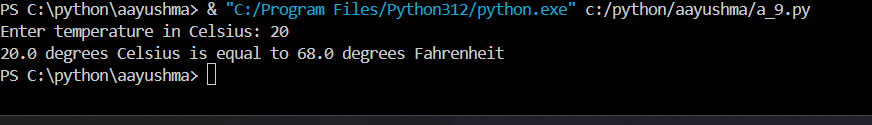 PS C:\python\aayushma> & "C:/Program Files/Python312/python.exe" c:/python/aayushma/a_9.py
Enter temperature in Celsius: 20
20.0 degrees Celsius is equal to 68.0 degrees Fahrenheit
PS C:\python\aayushma>